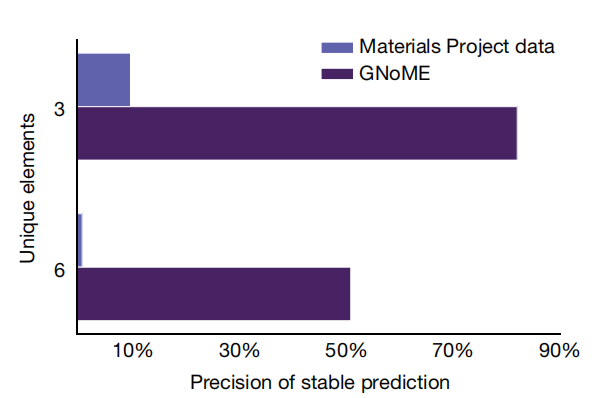 Materials Project data
GNoME
Unique elements
3
6
10% 30% 50% 70% 90%
Precision of stable prediction